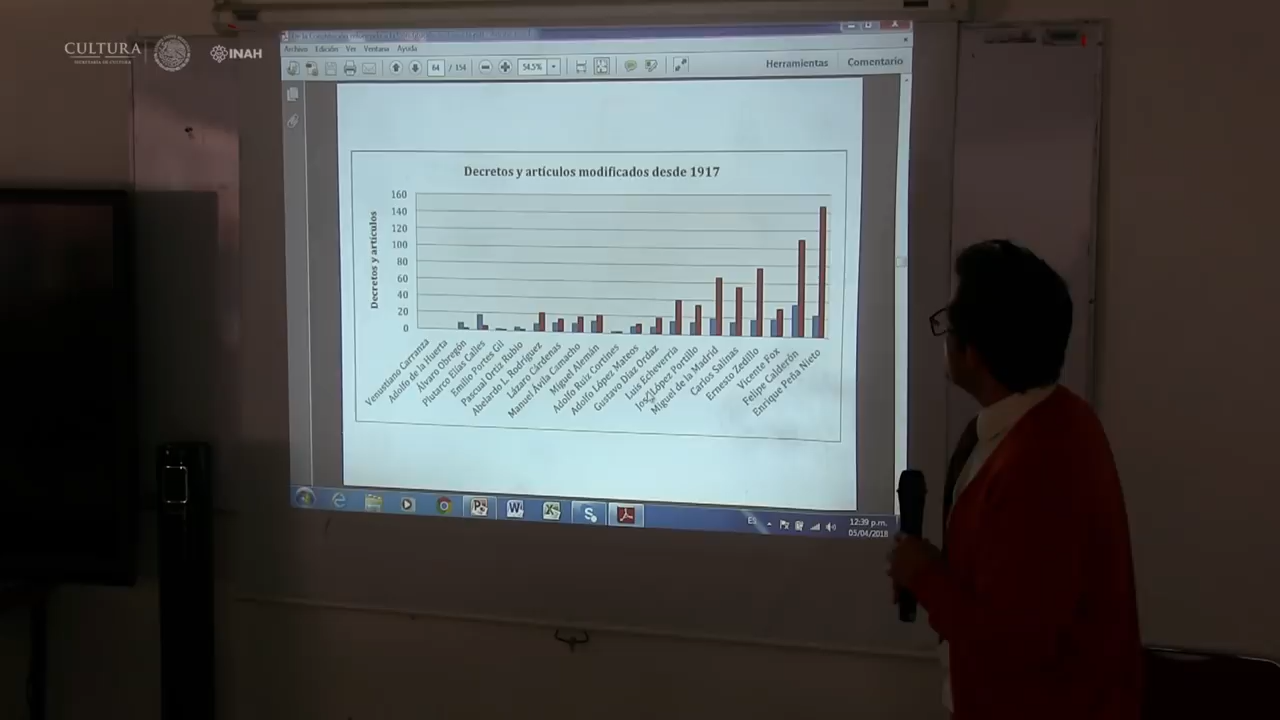 CULTURA
SECRETARÍA DE CULTURA
INAH
Archivo Edición Ver Ventana Ayuda
64 / 154 54.5% Herramientas Comentario
Decretos y artículos modificados desde 1917
Decretos y artículos
160
140
120
100
80
60
40
20
0
Venustiano Carranza
Adolfo de la Huerta
Álvaro Obregón
Plutarco Elías Calles
Emilio Portes Gil
Pascual Ortiz Rubio
Abelardo L. Rodríguez
Lázaro Cárdenas
Manuel Ávila Camacho
Miguel Alemán
Adolfo Ruiz Cortines
Adolfo López Mateos
Gustavo Díaz Ordaz
Luis Echeverría
José López Portillo
Miguel de la Madrid
Carlos Salinas
Ernesto Zedillo
Vicente Fox
Felipe Calderón
Enrique Peña Nieto
ES
12:39 p.m.
05/04/2018